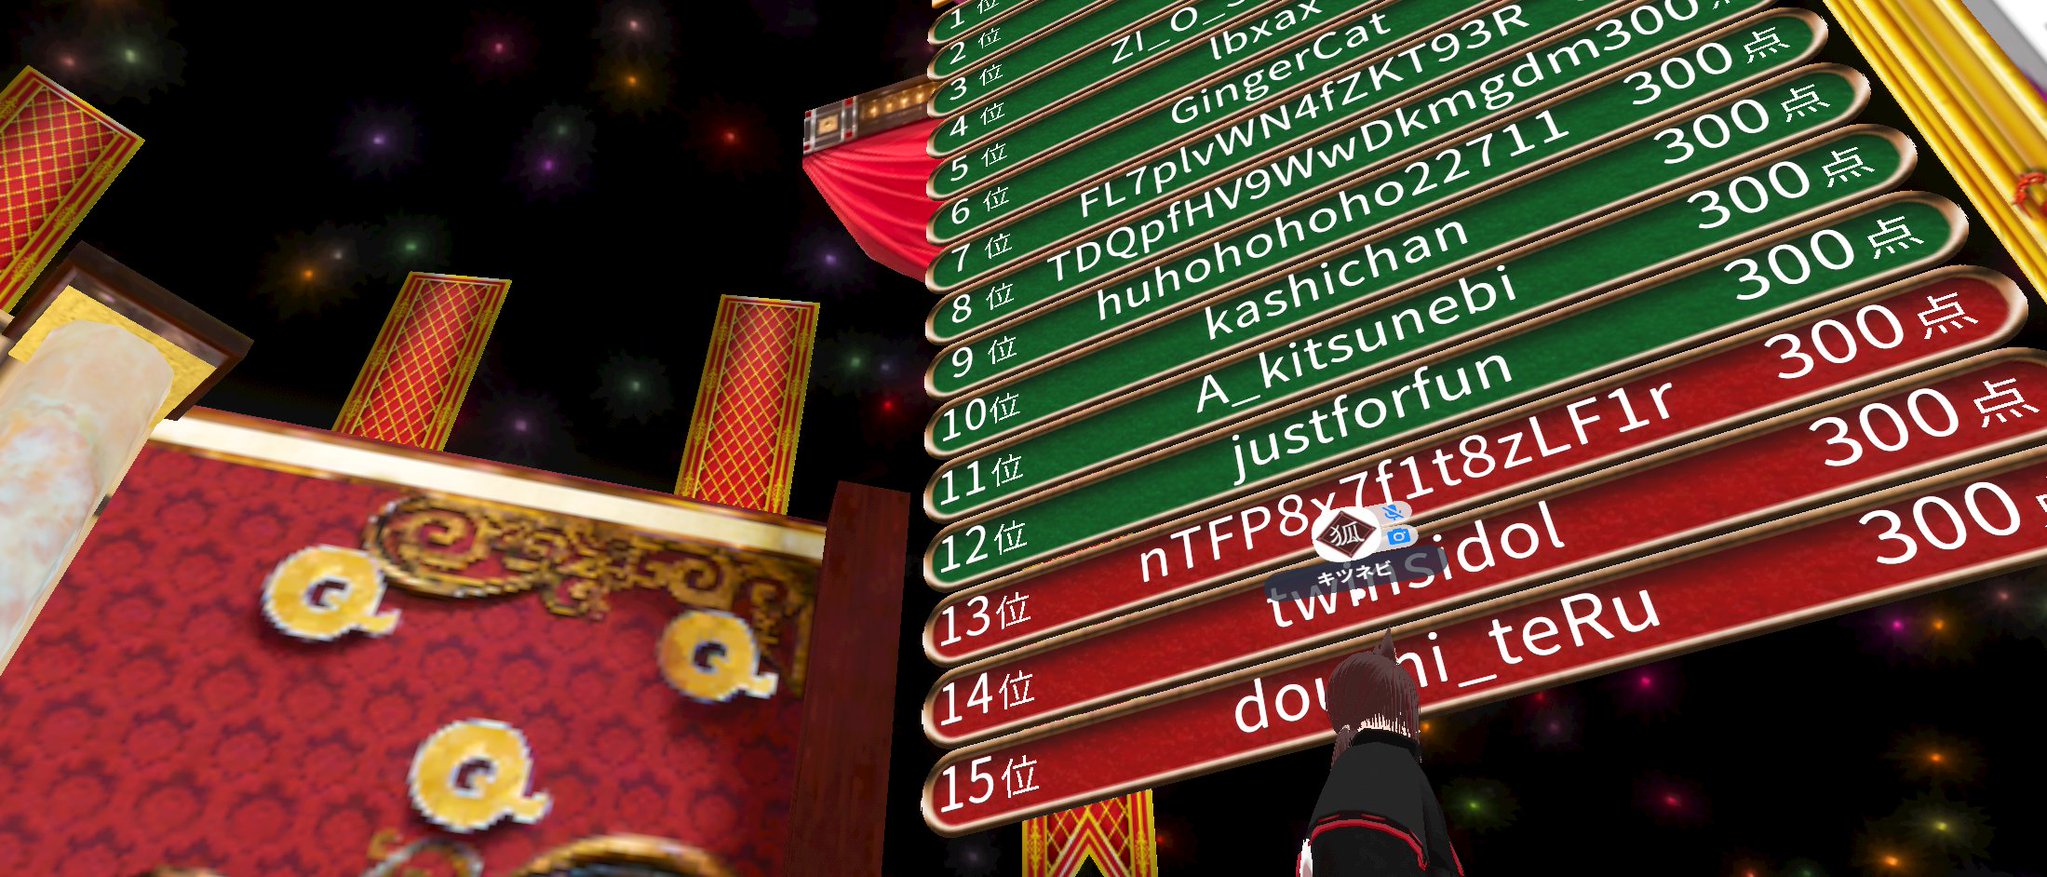 1位
2位
3位
4位
5位 lbxax
6位 GingerCat
7位 FL7plvWN4fZKT93R
8位 TDQpfHV9WwDkmgdm 300
9位 huhohohoho22711 300点
10位 kashichan 300点
11位 A_kitsunebi 300点
12位 justforfun 300点
13位 nTFP8x7f1t8zLF1r 300点
狐
キツネビ
14位 twinsidol 300点
15位 300点
Q
Q
Q